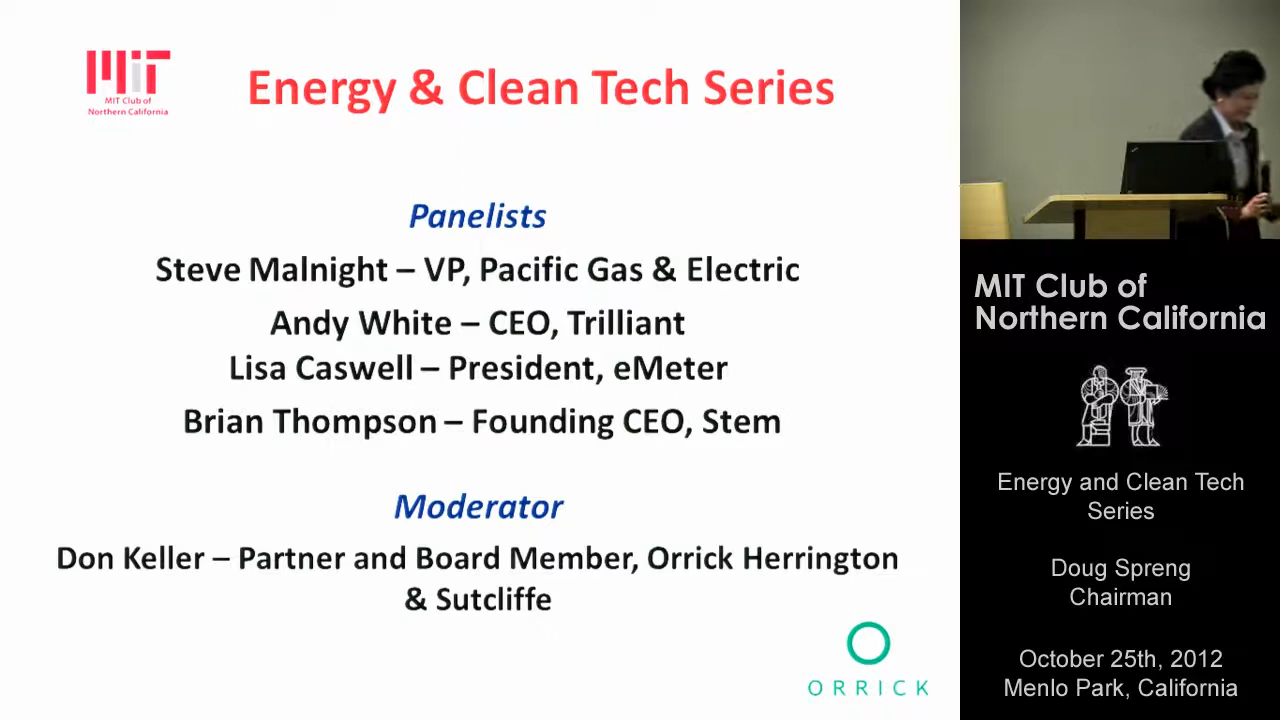 MIT
MIT Club of
Northern California
Energy & Clean Tech Series
Panelists
Steve Malnight – VP, Pacific Gas & Electric
Andy White – CEO, Trilliant
Lisa Caswell – President, eMeter
Brian Thompson – Founding CEO, Stem
Moderator
Don Keller – Partner and Board Member, Orrick Herrington
& Sutcliffe
ORRICK
MIT Club of
Northern California
Energy and Clean Tech
Series
Doug Spreng
Chairman
October 25th, 2012
Menlo Park, California